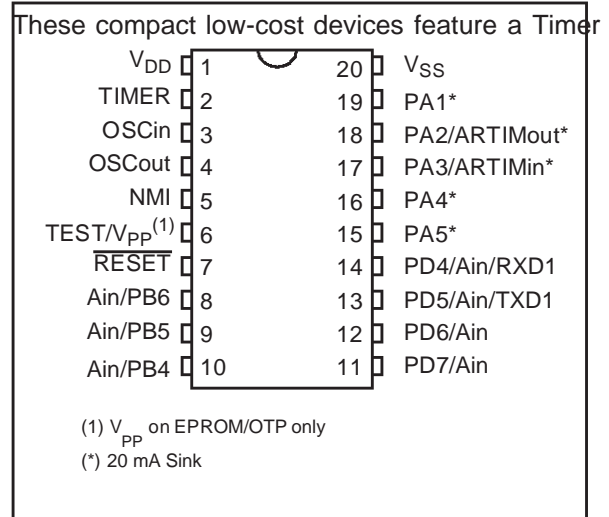 These compact low-cost devices feature a Timer
VDD 1 20 VSS
TIMER 2 19 PA1*
OSCin 3 18 PA2/ARTIMout*
OSCout 4 17 PA3/ARTIMin*
NMI 5 16 PA4*
TEST/VPP(1) 6 15 PA5*
RESET 7 14 PD4/Ain/RXD1
Ain/PB6 8 13 PD5/Ain/TXD1
Ain/PB5 9 12 PD6/Ain
Ain/PB4 10 11 PD7/Ain
(1) VPP on EPROM/OTP only
(*) 20 mA Sink